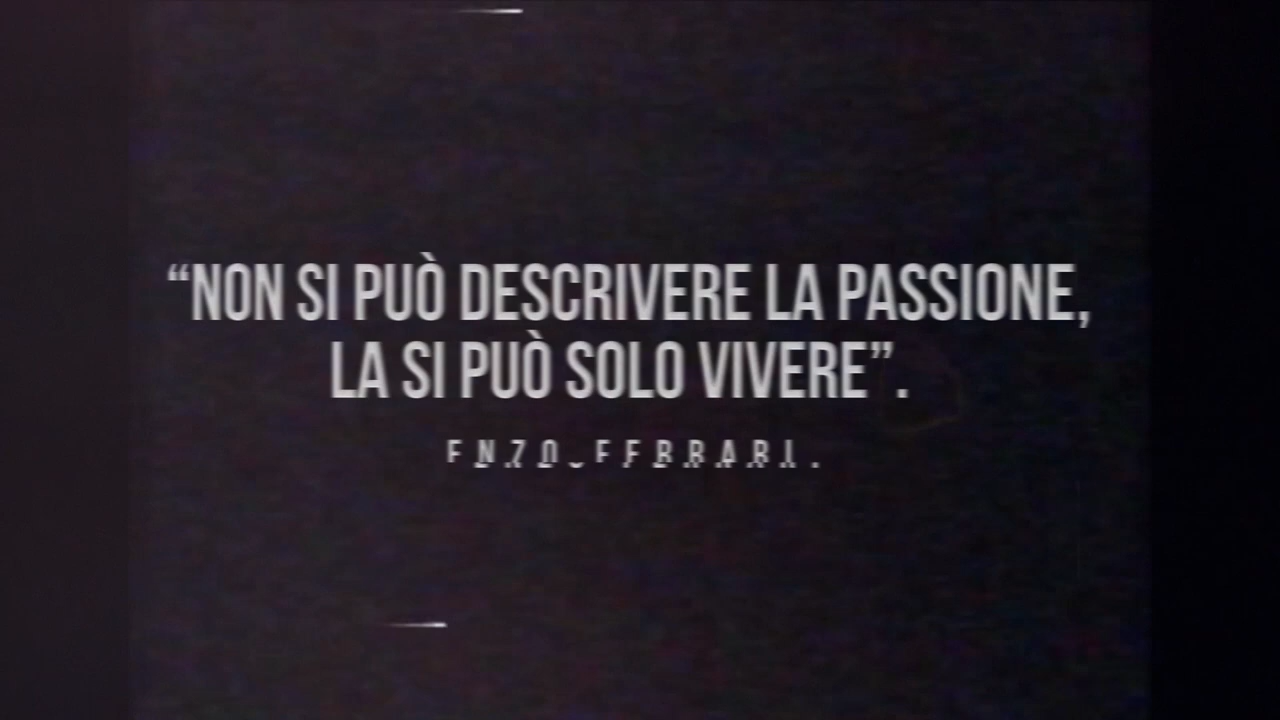 “NON SI PUÒ DESCRIVERE LA PASSIONE,
LA SI PUÒ SOLO VIVERE”.
ENZO FERRARI.